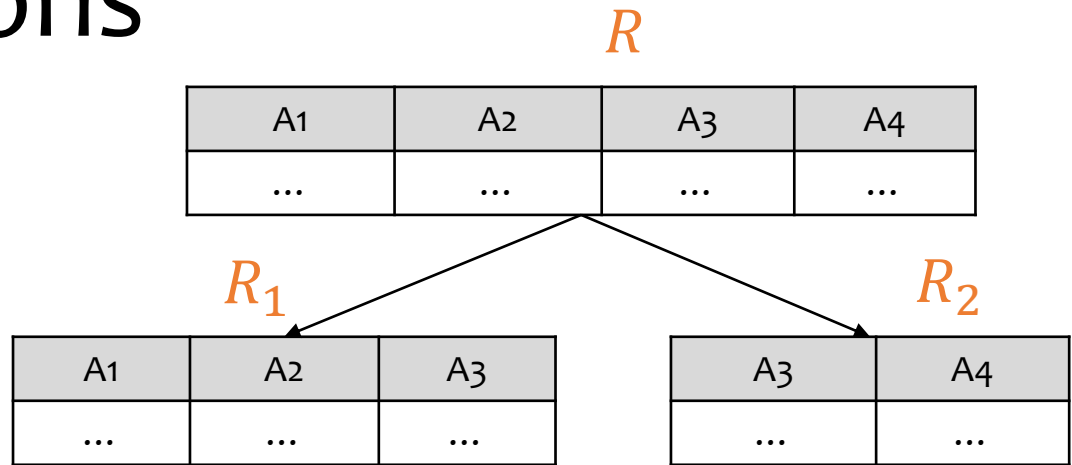 ons
R
A1 A2 A3 A4
... ... ... ...
R₁ R₂
A1 A2 A3 A3 A4
... ... ... ... ...